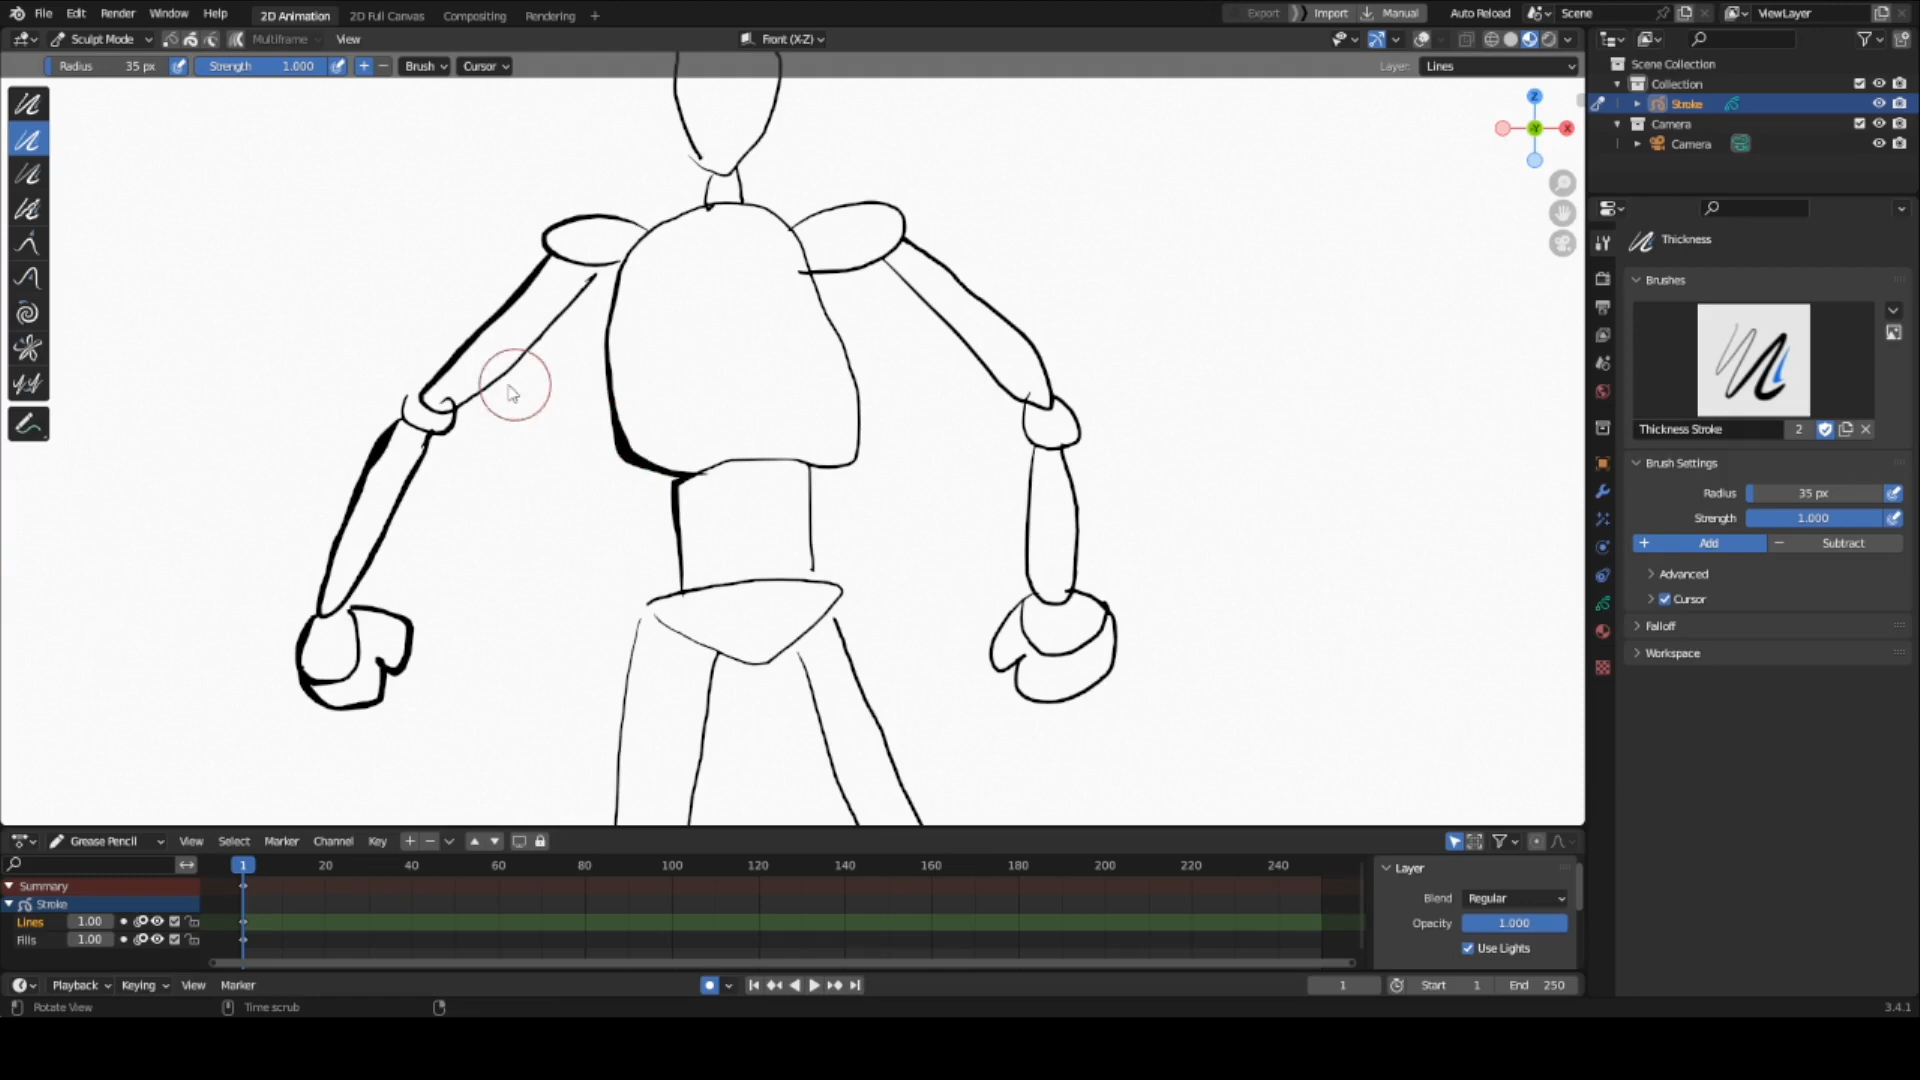 File Edit Render Window Help 2D Animation 2D Full Canvas Compositing Rendering + Export Import Manual Auto Reload Scene ViewLayer
Sculpt Mode Multiframe View Front (X-Z)
Radius 35 px Strength 1.000 + − Brush Cursor Layer: Lines
Scene Collection
Collection
Stroke
Camera
Camera
Z
-Y X
Thickness
Brushes
Thickness Stroke 2
Brush Settings
Radius 35 px
Strength 1.000
+ Add − Subtract
Advanced
Cursor
Falloff
Workspace
Grease Pencil View Select Marker Channel Key + −
1 20 40 60 80 100 120 140 160 180 200 220 240
Summary
Stroke
Lines 1.00
Fills 1.00
Layer
Blend Regular
Opacity 1.000
Use Lights
Playback Keying View Marker 1 Start 1 End 250
Rotate View Time scrub 3.4.1